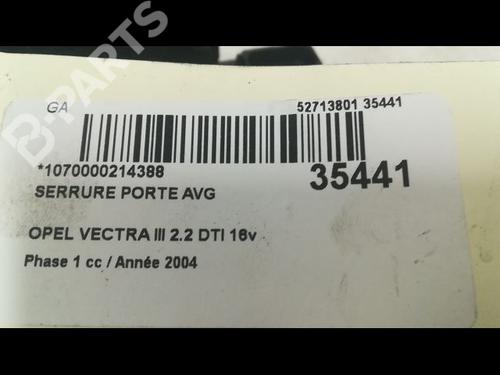 GA
52713801 35441
*1070000214388
35441
SERRURE PORTE AVG
OPEL VECTRA III 2.2 DTI 16v
Phase 1 cc / Année 2004
B-PARTS